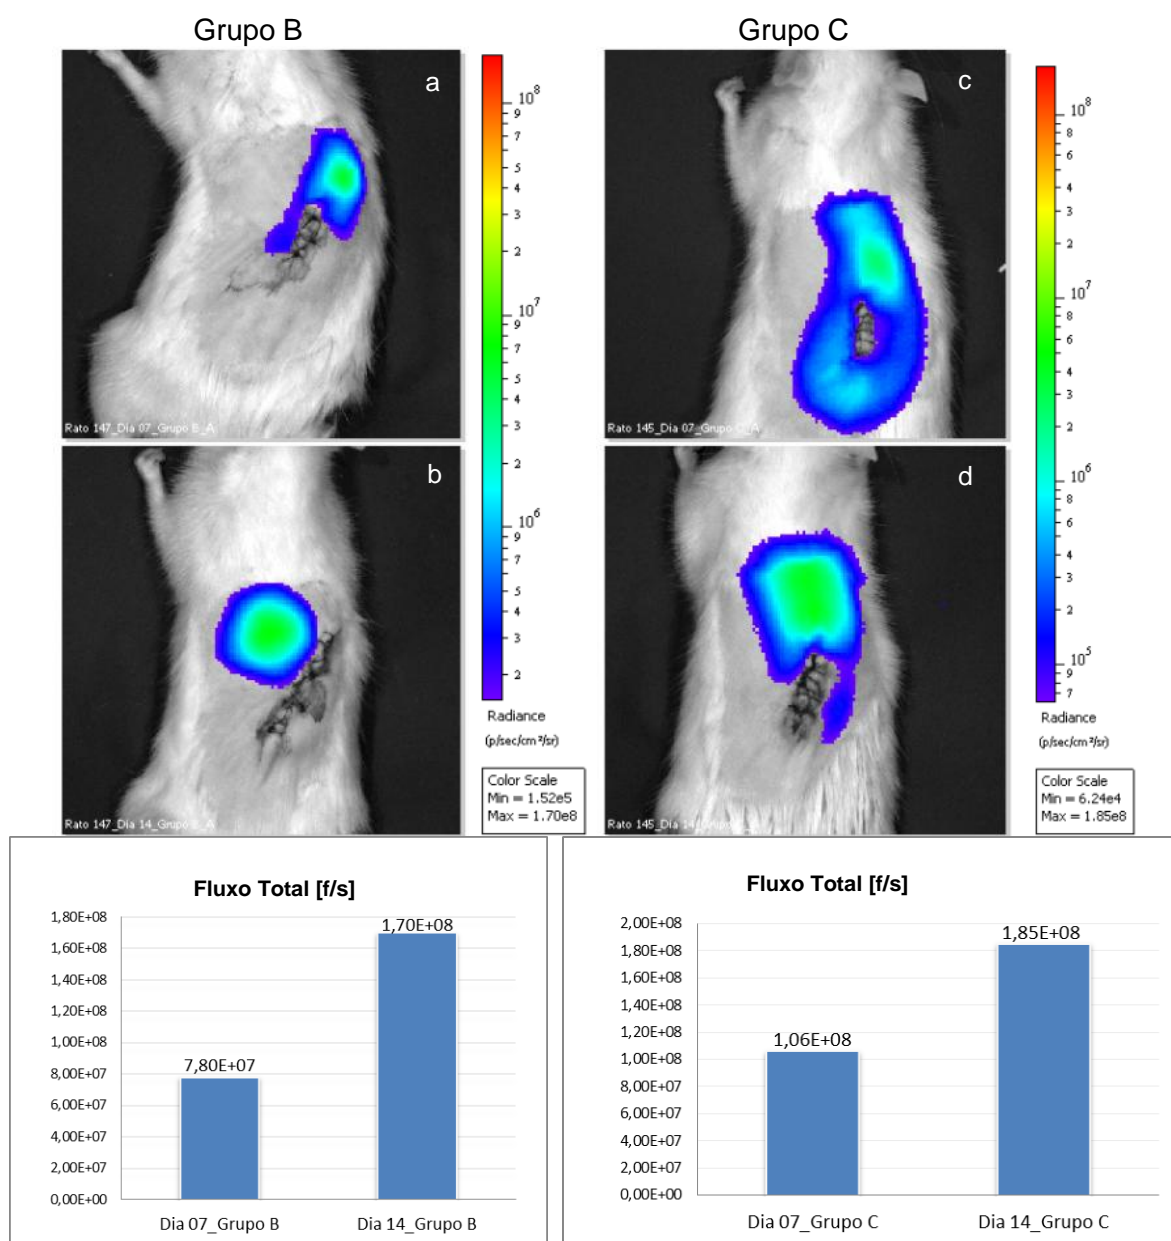 Grupo B
Grupo C
a
10⁸
9
7
5
4
3
2
10⁷
9
7
5
4
3
2
10⁶
9
7
5
4
3
2
Radiance
(p/sec/cm²/sr)
Color Scale
Min = 1.52e5
Max = 1.70e8
Rato 147_Dia 07_Grupo B_A
b
Rato 147_Dia 14_Grupo
c
10⁸
8
6
4
3
2
10⁷
8
6
4
3
2
10⁶
8
6
4
3
2
10⁵
9
7
Radiance
(p/sec/cm²/sr)
Color Scale
Min = 6.24e4
Max = 1.85e8
Rato 145_Dia 07_Grupo
d
Rato 145_Dia 14
Fluxo Total [f/s]
1,80E+08
1,60E+08
1,40E+08
1,20E+08
1,00E+08
8,00E+07
6,00E+07
4,00E+07
2,00E+07
0,00E+00
7,80E+07
1,70E+08
Dia 07_Grupo B
Dia 14_Grupo B
Fluxo Total [f/s]
2,00E+08
1,80E+08
1,60E+08
1,40E+08
1,20E+08
1,00E+08
8,00E+07
6,00E+07
4,00E+07
2,00E+07
0,00E+00
1,06E+08
1,85E+08
Dia 07_Grupo C
Dia 14_Grupo C